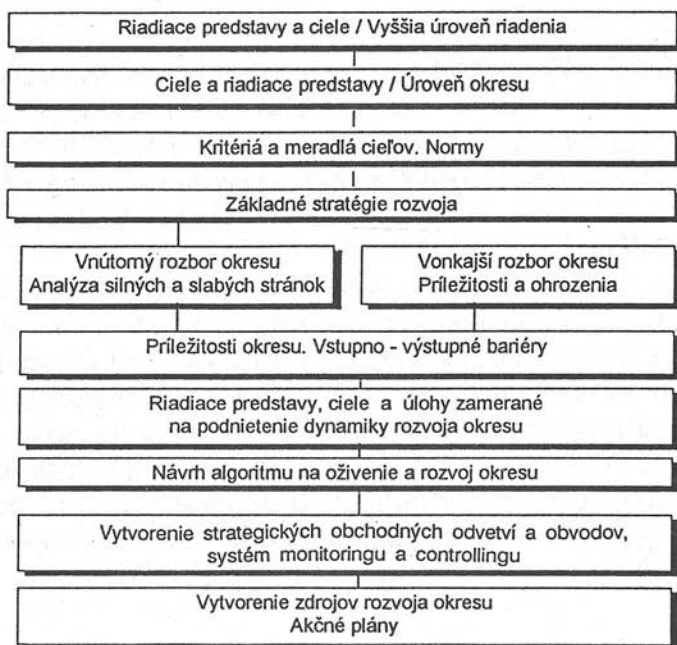 Riadiace predstavy a ciele / Vyššia úroveň riadenia
Ciele a riadiace predstavy / Úroveň okresu
Kritériá a meradlá cieľov. Normy
Základné stratégie rozvoja
Vnútorný rozbor okresu
Analýza silných a slabých stránok
Vonkajší rozbor okresu
Príležitosti a ohrozenia
Príležitosti okresu. Vstupno - výstupné bariéry
Riadiace predstavy, ciele a úlohy zamerané
na podnietenie dynamiky rozvoja okresu
Návrh algoritmu na oživenie a rozvoj okresu
Vytvorenie strategických obchodných odvetví a obvodov,
systém monitoringu a controllingu
Vytvorenie zdrojov rozvoja okresu
Akčné plány